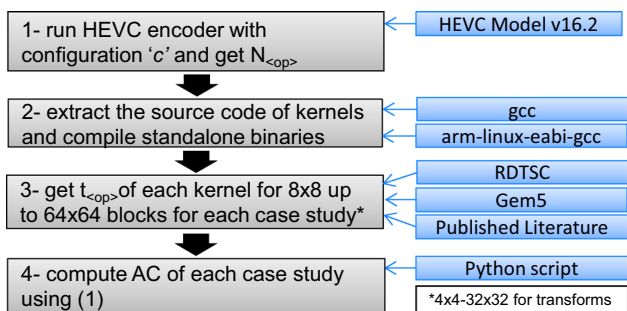 1- run HEVC encoder with
configuration ‘c’ and get N<op>
HEVC Model v16.2
2- extract the source code of kernels
and compile standalone binaries
gcc
arm-linux-eabi-gcc
3- get t<op>of each kernel for 8x8 up
to 64x64 blocks for each case study*
RDTSC
Gem5
Published Literature
4- compute AC of each case study
using (1)
Python script
*4x4-32x32 for transforms